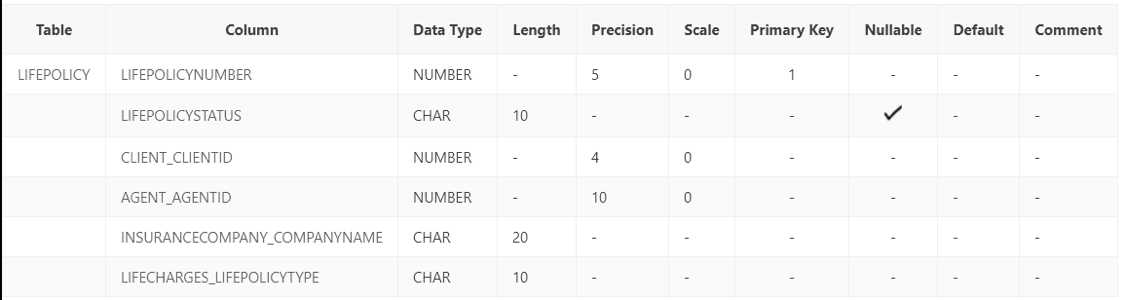 Table Column Data Type Length Precision Scale Primary Key Nullable Default Comment
LIFEPOLICY LIFEPOLICYNUMBER NUMBER - 5 0 1 - - -
LIFEPOLICYSTATUS CHAR 10 - - - ✓ - -
CLIENT_CLIENTID NUMBER - 4 0 - - - -
AGENT_AGENTID NUMBER - 10 0 - - - -
INSURANCECOMPANY_COMPANYNAME CHAR 20 - - - - - -
LIFECHARGES_LIFEPOLICYTYPE CHAR 10 - - - - - -